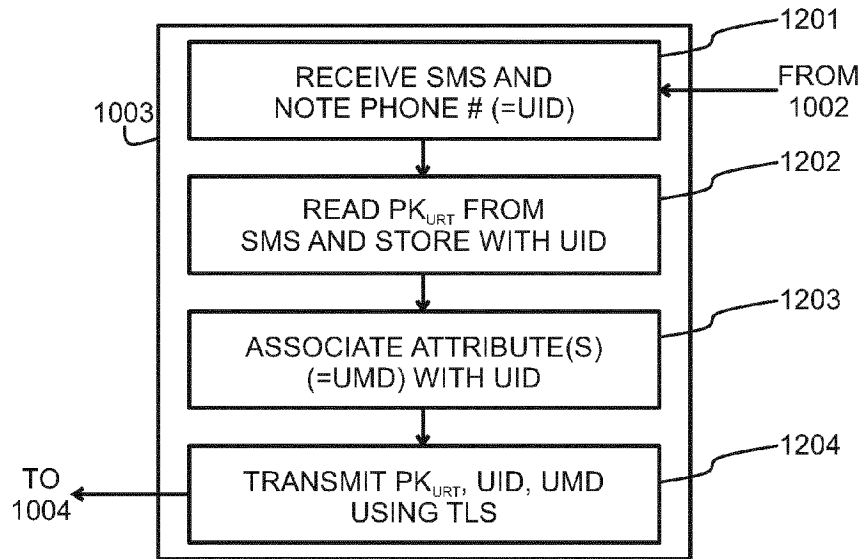 1201
RECEIVE SMS AND
NOTE PHONE # (=UID)
FROM
1002
1003
1202
READ PKURT FROM
SMS AND STORE WITH UID
1203
ASSOCIATE ATTRIBUTE(S)
(=UMD) WITH UID
1204
TRANSMIT PKURT, UID, UMD
USING TLS
TO
1004